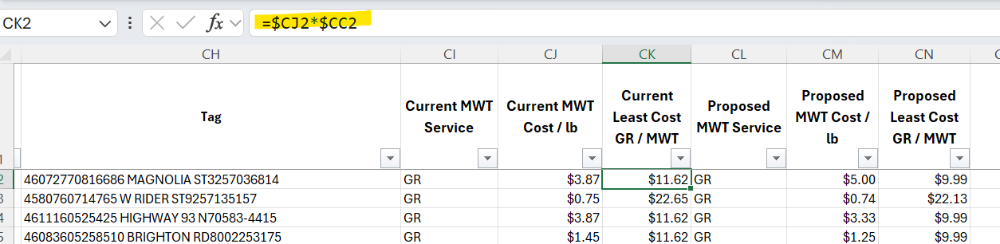 CK2 fx =$CJ2*$CC2
CH CI CJ CK CL CM CN
Tag Current MWT Service Current MWT Cost / lb Current Least Cost GR / MWT Proposed MWT Service Proposed MWT Cost / lb Proposed Least Cost GR / MWT
1
2 46072770816686 MAGNOLIA ST3257036814 GR $3.87 $11.62 GR $5.00 $9.99
3 4580760714765 W RIDER ST9257135157 GR $0.75 $22.65 GR $0.74 $22.13
4 4611160525425 HIGHWAY 93 N70583-4415 GR $3.87 $11.62 GR $3.33 $9.99
5 46083605258510 BRIGHTON RD8002253175 GR $1.45 $11.62 GR $1.25 $9.99